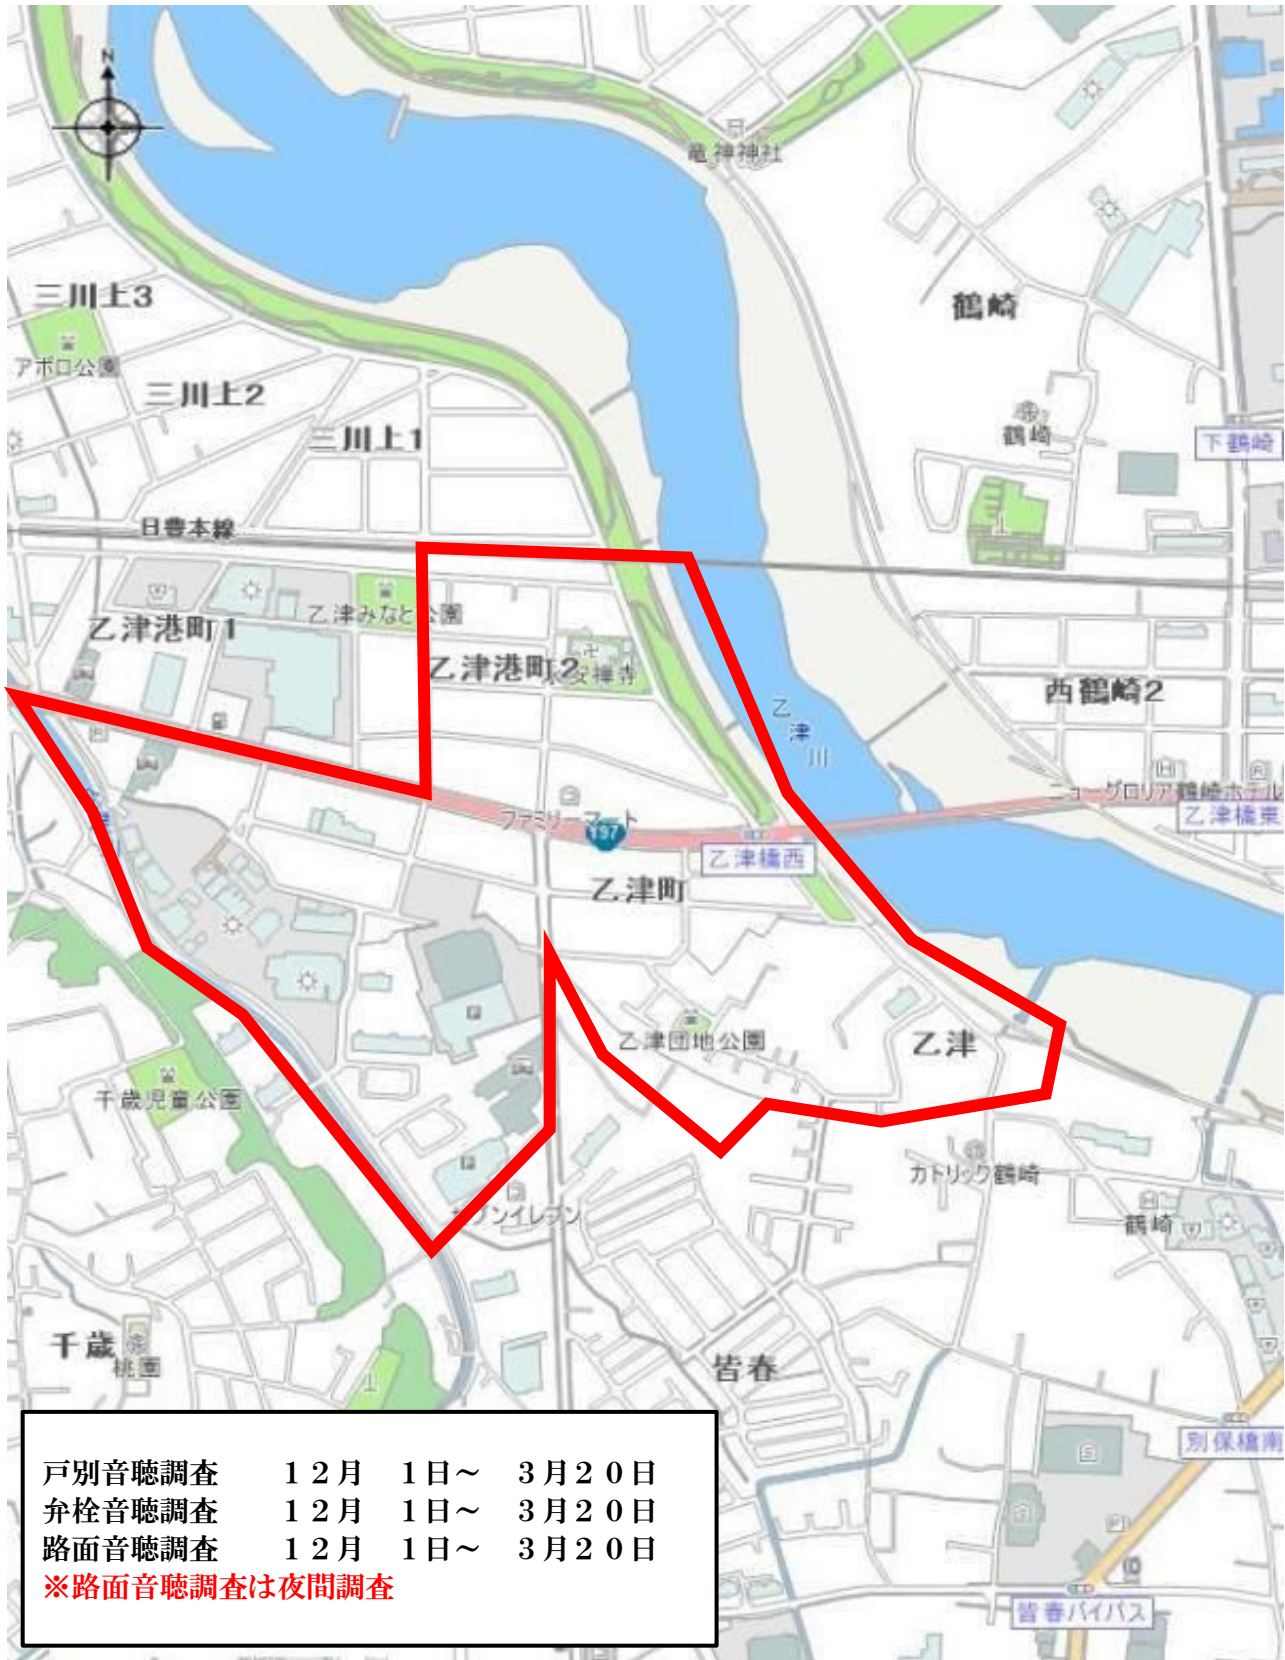 N
竜神神社
三川上3
鶴崎
アポロ公園
三川上2
三川上1
鶴崎
下鶴崎
日豊本線
乙津みなと公園
乙津港町1
乙津港町2
永安禅寺
西鶴崎2
乙津川
ニューグロリア鶴崎ホテル
乙津橋東
ファミリーマート
197
乙津橋西
乙津町
乙津団地公園
乙津
千歳児童公園
カトリック鶴崎
セブンイレブン
鶴崎
千歳
桃園
皆春
別保橋南
皆春バイパス
戸別音聴調査　　１２月　１日～　３月２０日
弁栓音聴調査　　１２月　１日～　３月２０日
路面音聴調査　　１２月　１日～　３月２０日
※路面音聴調査は夜間調査